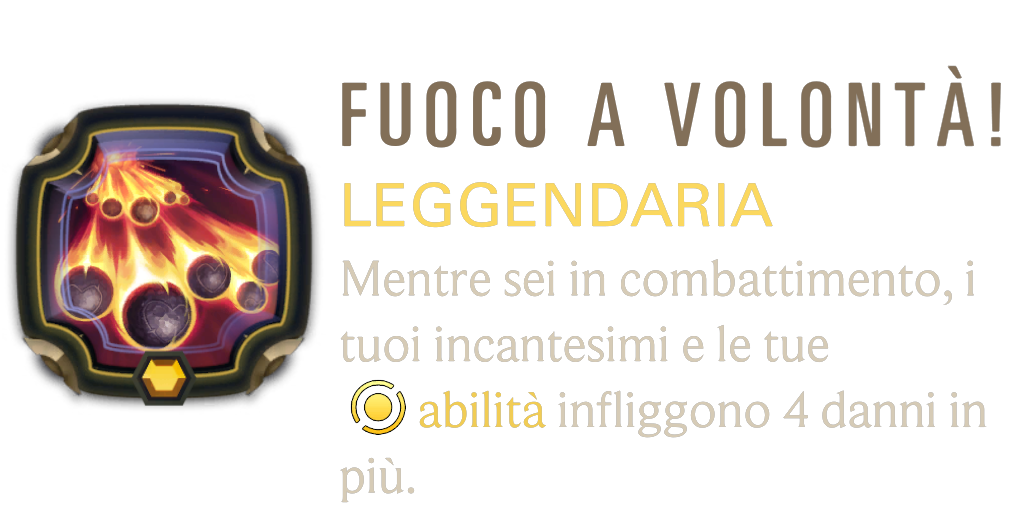 FUOCO A VOLONTÀ!
LEGGENDARIA
Mentre sei in combattimento, i
tuoi incantesimi e le tue
abilità infliggono 4 danni in
più.